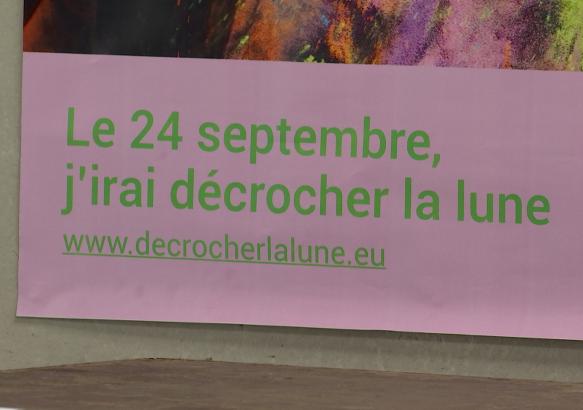 Le 24 septembre,
j'irai décrocher la lune
www.decrocherlalune.eu